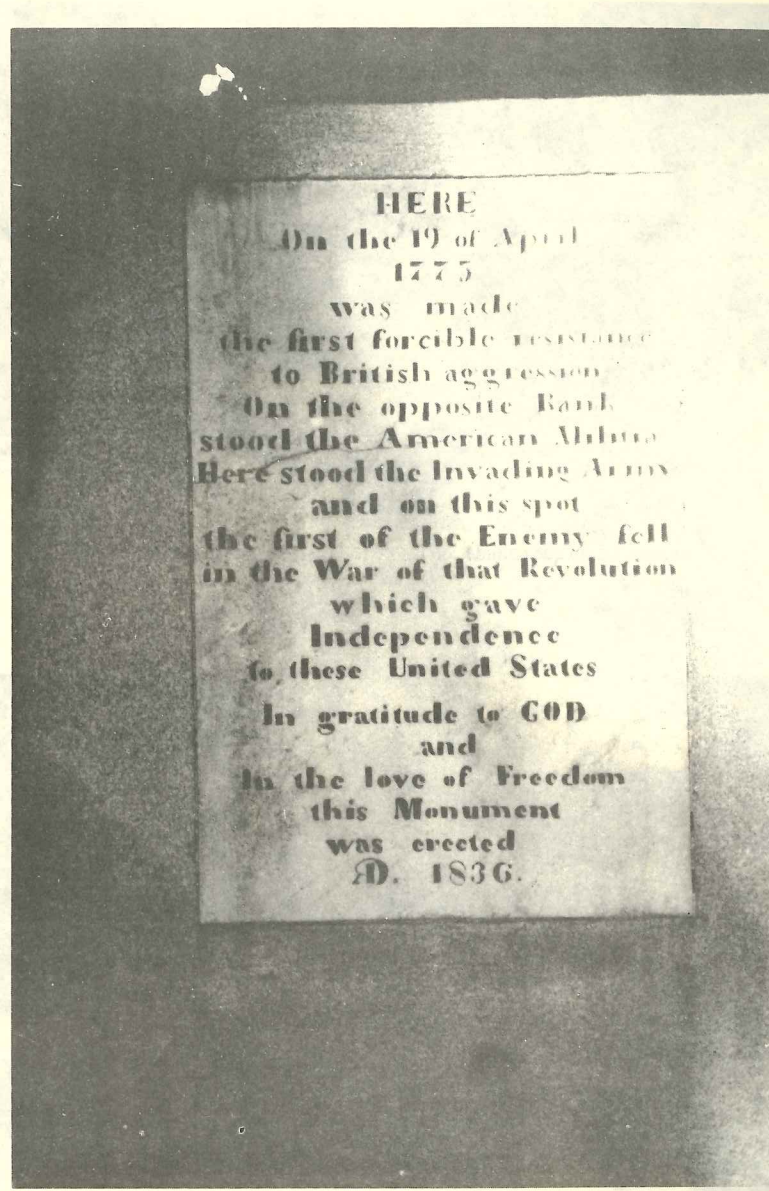 HERE
On the 19 of April
1775
was made
the first forcible resistance
to British aggression
On the opposite Bank
stood the American Militia
Here stood the Invading Army
and on this spot
the first of the Enemy fell
in the War of that Revolution
which gave
Independence
to these United States
In gratitude to GOD
and
In the love of Freedom
this Monument
was erected
AD. 1836.